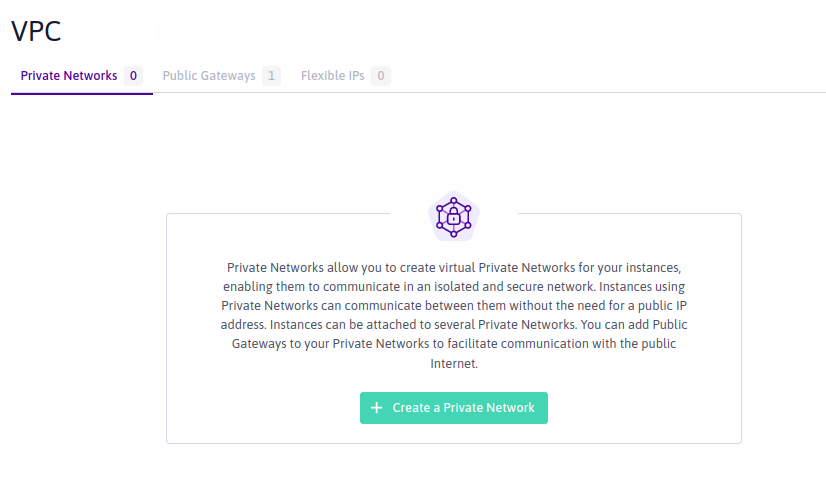 VPC
Private Networks 0 Public Gateways 1 Flexible IPs 0
Private Networks allow you to create virtual Private Networks for your instances,
enabling them to communicate in an isolated and secure network. Instances using
Private Networks can communicate between them without the need for a public IP
address. Instances can be attached to several Private Networks. You can add Public
Gateways to your Private Networks to facilitate communication with the public
Internet.
+ Create a Private Network